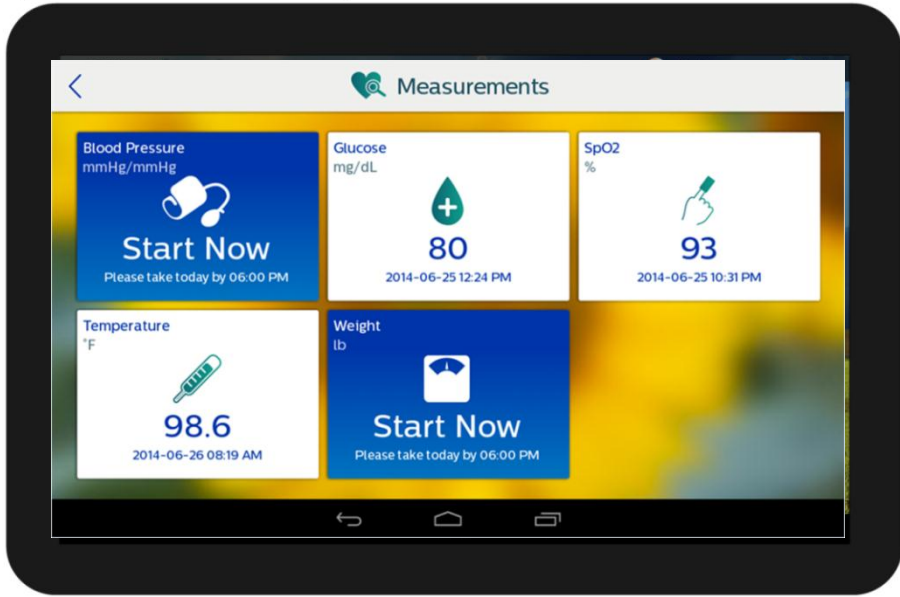 Measurements
Blood Pressure
mmHg/mmHg
Start Now
Please take today by 06:00 PM
Glucose
mg/dL
80
2014-06-25 12:24 PM
SpO2
%
93
2014-06-25 10:31 PM
Temperature
°F
98.6
2014-06-26 08:19 AM
Weight
lb
Start Now
Please take today by 06:00 PM